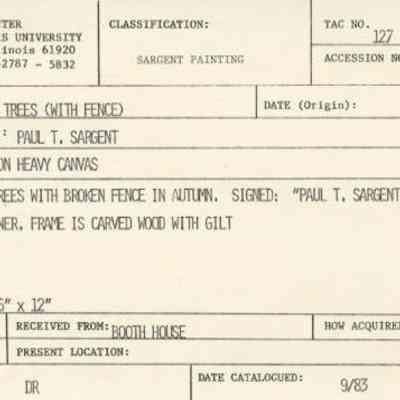 TER
CLASSIFICATION:
TAC NO.
127
S UNIVERSITY
inois 61920
2787 - 5832
SARGENT PAINTING
ACCESSION NO
TREES (WITH FENCE)
DATE (Origin):
: PAUL T. SARGENT
ON HEAVY CANVAS
REES WITH BROKEN FENCE IN AUTUMN. SIGNED: "PAUL T. SARGENT
NER. FRAME IS CARVED WOOD WITH GILT
6" x 12"
RECEIVED FROM: BOOTH HOUSE
HOW ACQUIRE
PRESENT LOCATION:
DR
DATE CATALOGUED:
9/83